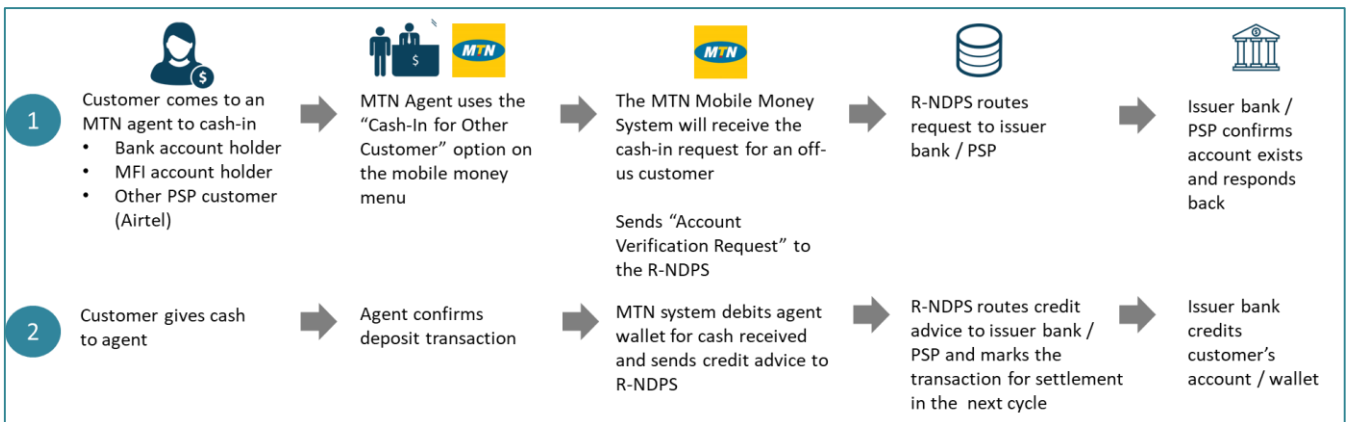 MTN
MTN
$
$
$
1
Customer comes to an
MTN agent to cash-in
• Bank account holder
• MFI account holder
• Other PSP customer
(Airtel)
MTN Agent uses the
“Cash-In for Other
Customer” option on
the mobile money
menu
The MTN Mobile Money
System will receive the
cash-in request for an off-
us customer
Sends “Account
Verification Request” to
the R-NDPS
R-NDPS routes
request to issuer
bank / PSP
Issuer bank /
PSP confirms
account exists
and responds
back
2
Customer gives cash
to agent
Agent confirms
deposit transaction
MTN system debits agent
wallet for cash received
and sends credit advice to
R-NDPS
R-NDPS routes credit
advice to issuer bank /
PSP and marks the
transaction for settlement
in the next cycle
Issuer bank
credits
customer’s
account / wallet